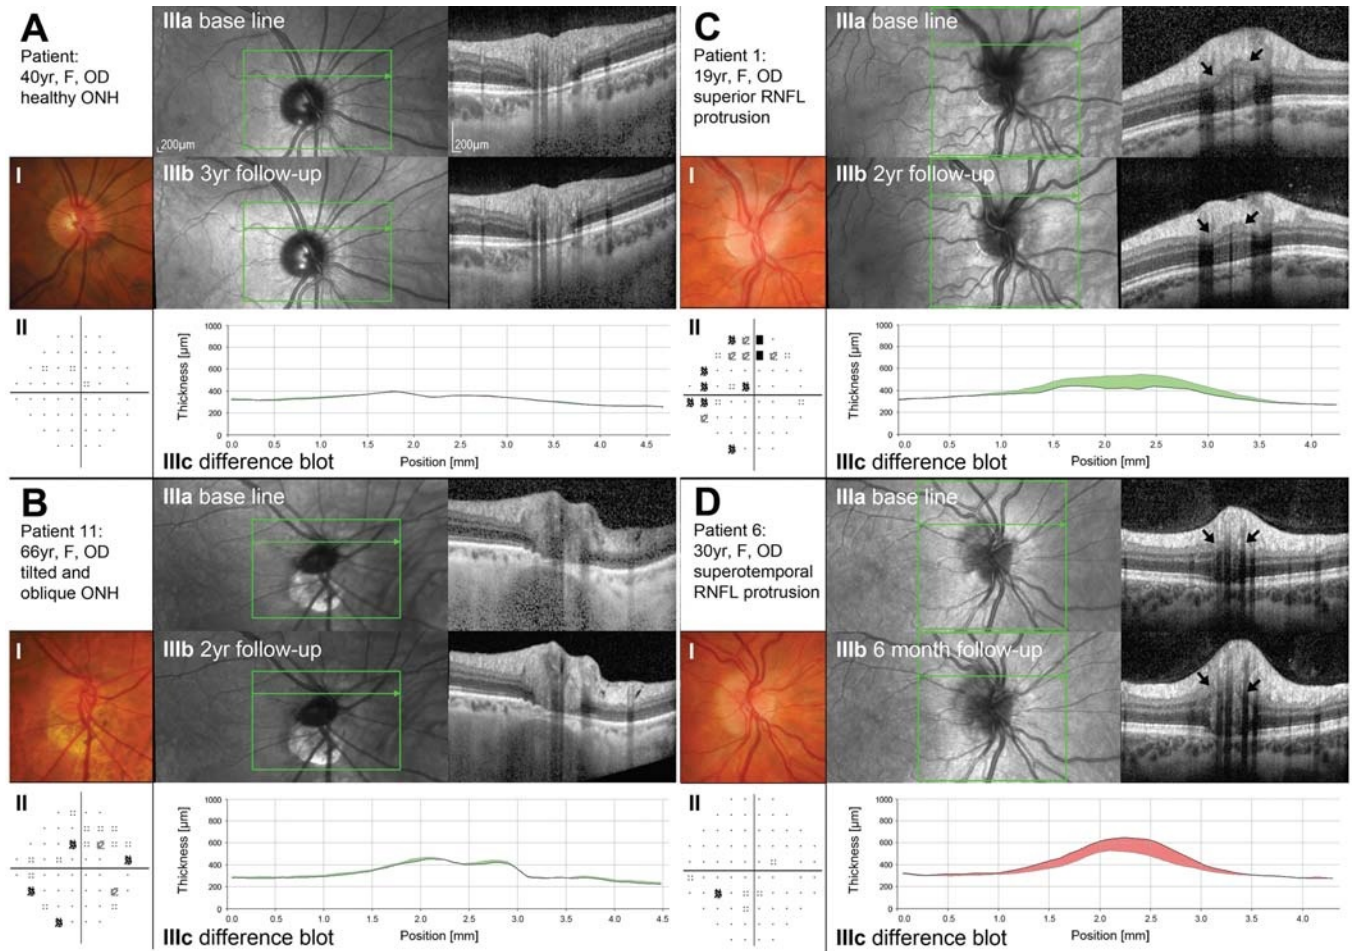 A
Patient:
40yr, F, OD
healthy ONH
IIIa base line
200µm
200µm
I
IIIb 3yr follow-up
II
Thickness [µm]
1000
800
600
400
200
0
0.0 0.5 1.0 1.5 2.0 2.5 3.0 3.5 4.0 4.5
IIIc difference blot
Position [mm]
C
Patient 1:
19yr, F, OD
superior RNFL
protrusion
IIIa base line
I
IIIb 2yr follow-up
II
Thickness [µm]
1000
800
600
400
200
0
0.0 0.5 1.0 1.5 2.0 2.5 3.0 3.5 4.0
IIIc difference blot
Position [mm]
B
Patient 11:
66yr, F, OD
tilted and
oblique ONH
IIIa base line
I
IIIb 2yr follow-up
II
Thickness [µm]
1000
800
600
400
200
0
0.0 0.5 1.0 1.5 2.0 2.5 3.0 3.5 4.0 4.5
IIIc difference blot
Position [mm]
D
Patient 6:
30yr, F, OD
superotemporal
RNFL protrusion
IIIa base line
I
IIIb 6 month follow-up
II
Thickness [µm]
1000
800
600
400
200
0
0.0 0.5 1.0 1.5 2.0 2.5 3.0 3.5 4.0
IIIc difference blot
Position [mm]